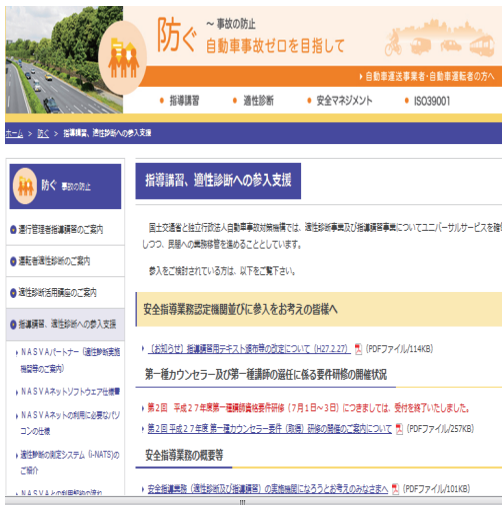 防ぐ ～ 事故の防止
自動車事故ゼロを目指して
自動車運送事業者・自動車運転者の方へ
指導講習
適性診断
安全マネジメント
ISO39001
ホーム > 防ぐ > 指導講習、適性診断への参入支援
防ぐ 事故の防止
運行管理者指導講習のご案内
運転者適性診断のご案内
適性診断活用講座のご案内
指導講習、適性診断への参入支援
NASVAパートナー（適性診断実施
機関等のご案内）
NASVAネットソフトウエア仕様書
NASVAネットの利用に必要なパソ
コンの仕様
適性診断の測定システム（i-NATS)の
ご紹介
NASVAとの利用契約の流れ
指導講習、適性診断への参入支援
国土交通省と独立行政法人自動車事故対策機構では、適性診断事業及び指導講習事業についてユニバーサルサービスを確
しつつ、民間への業務移管を進めることとしています。
参入をご検討されている方は、以下をご覧下さい。
安全指導業務認定機関並びに参入をお考えの皆様へ
（お知らせ）指導講習用テキスト頒布等の改定について（H27.2.27） (PDFファイル/114KB)
第一種カウンセラー及び第一種講師の選任に係る要件研修の開催状況
第２回　平成２７年度第一種講師資格要件研修（７月１日～３日）につきましては、受付を終了いたしました。
第２回 平成２７年度 第一種カウンセラー要件（取得）研修の開催のご案内について (PDFファイル/257KB)
安全指導業務の概要等
安全指導業務（適性診断及び指導講習）の実施機関になろうとお考えのみなさまへ (PDFファイル/101KB)